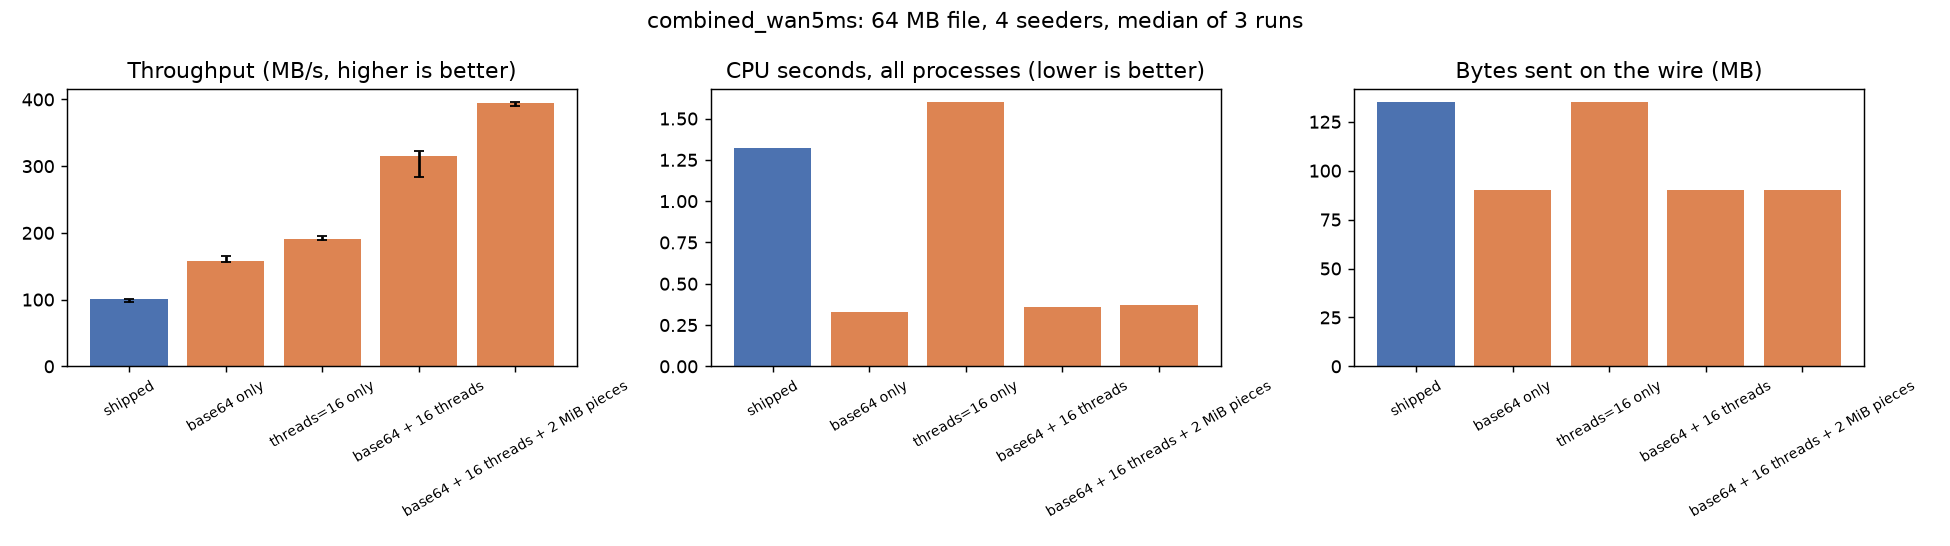 combined_wan5ms: 64 MB file, 4 seeders, median of 3 runs
Throughput (MB/s, higher is better)
400
300
200
100
0
shipped
base64 only
threads=16 only
base64 + 16 threads
base64 + 16 threads + 2 MiB pieces
CPU seconds, all processes (lower is better)
1.50
1.25
1.00
0.75
0.50
0.25
0.00
shipped
base64 only
threads=16 only
base64 + 16 threads
base64 + 16 threads + 2 MiB pieces
Bytes sent on the wire (MB)
125
100
75
50
25
0
shipped
base64 only
threads=16 only
base64 + 16 threads
base64 + 16 threads + 2 MiB pieces